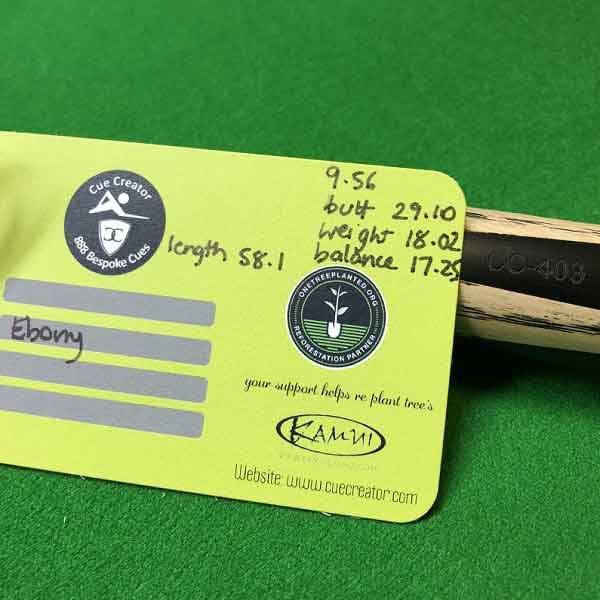 Cue Creator
888 Bespoke Cues
9.56
butt 29.10
weight 18.02
balance 17.25
length 58.1
Ebony
ONETREEPLANTED.ORG
REFORESTATION PARTNER
your support helps re plant tree's
KAMUI
Website: www.cuecreator.com
CC-408